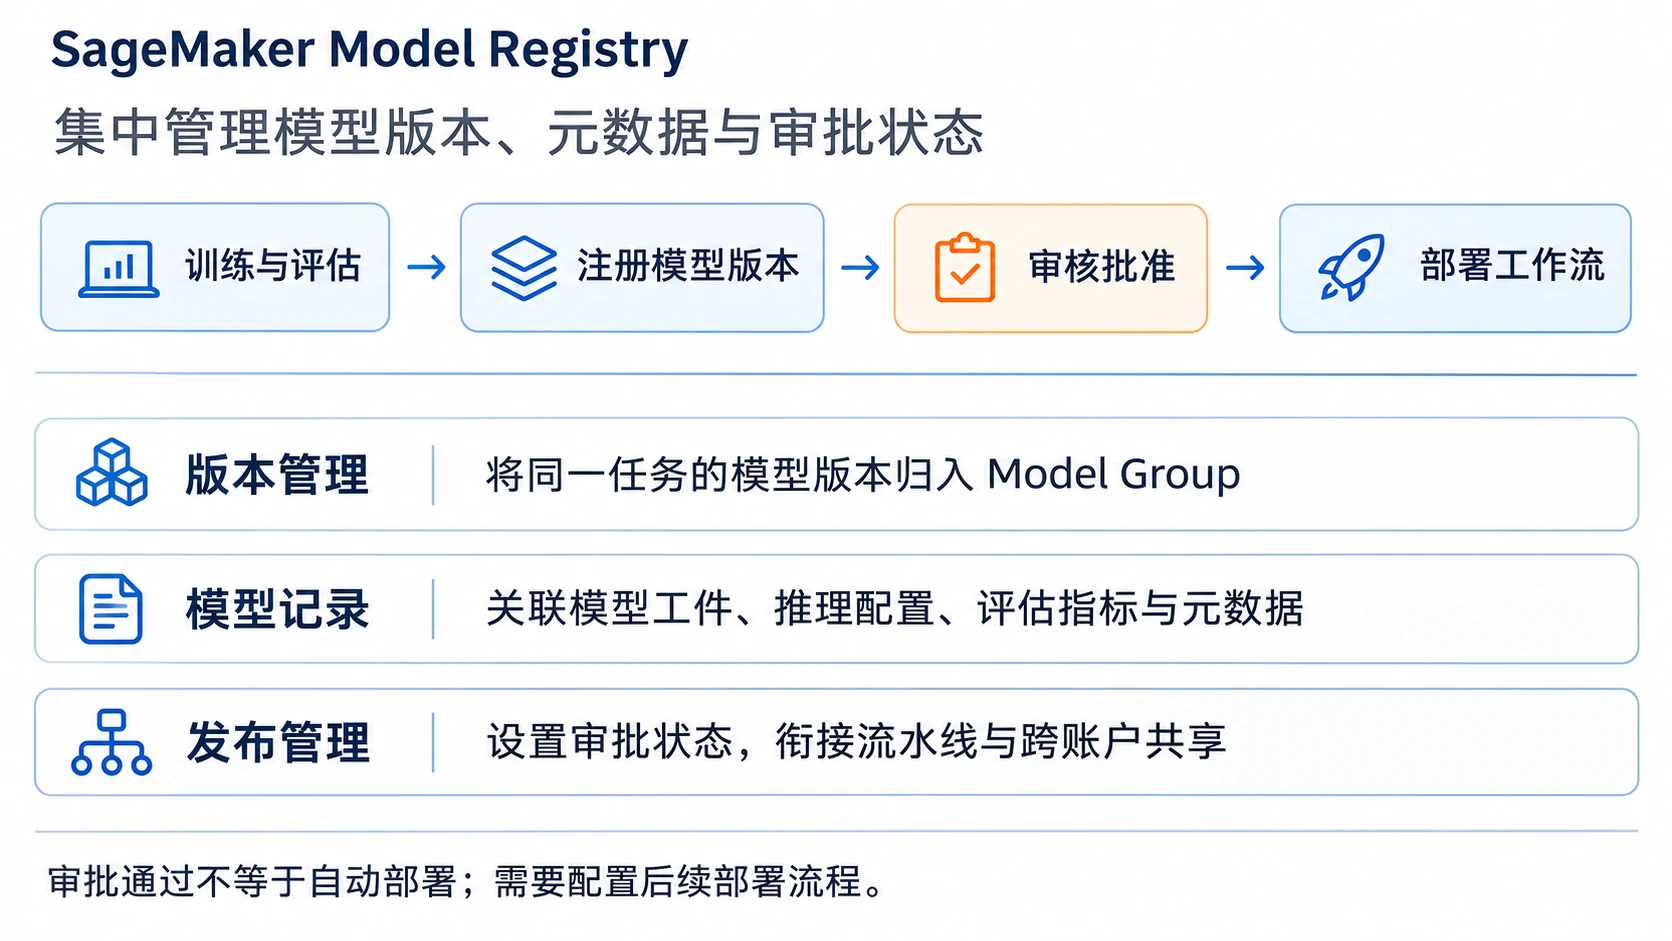 SageMaker Model Registry
集中管理模型版本、元数据与审批状态
训练与评估
注册模型版本
审核批准
部署工作流
版本管理
将同一任务的模型版本归入 Model Group
模型记录
关联模型工件、推理配置、评估指标与元数据
发布管理
设置审批状态，衔接流水线与跨账户共享
审批通过不等于自动部署；需要配置后续部署流程。